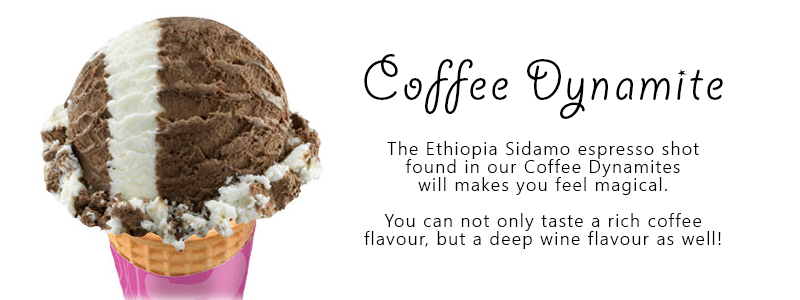 Coffee Dynamite
The Ethiopia Sidamo espresso shot
found in our Coffee Dynamites
will makes you feel magical.
You can not only taste a rich coffee
flavour, but a deep wine flavour as well!